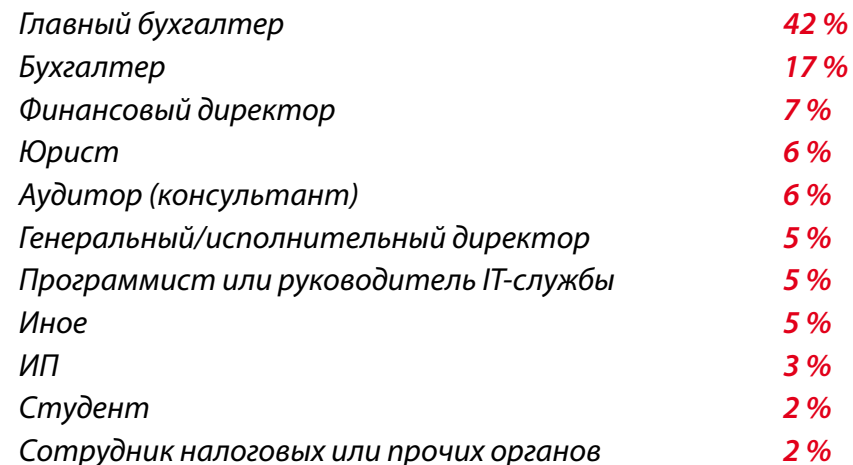 Главный бухгалтер 42 %
Бухгалтер 17 %
Финансовый директор 7 %
Юрист 6 %
Аудитор (консультант) 6 %
Генеральный/исполнительный директор 5 %
Программист или руководитель IT-службы 5 %
Иное 5 %
ИП 3 %
Студент 2 %
Сотрудник налоговых или прочих органов 2 %